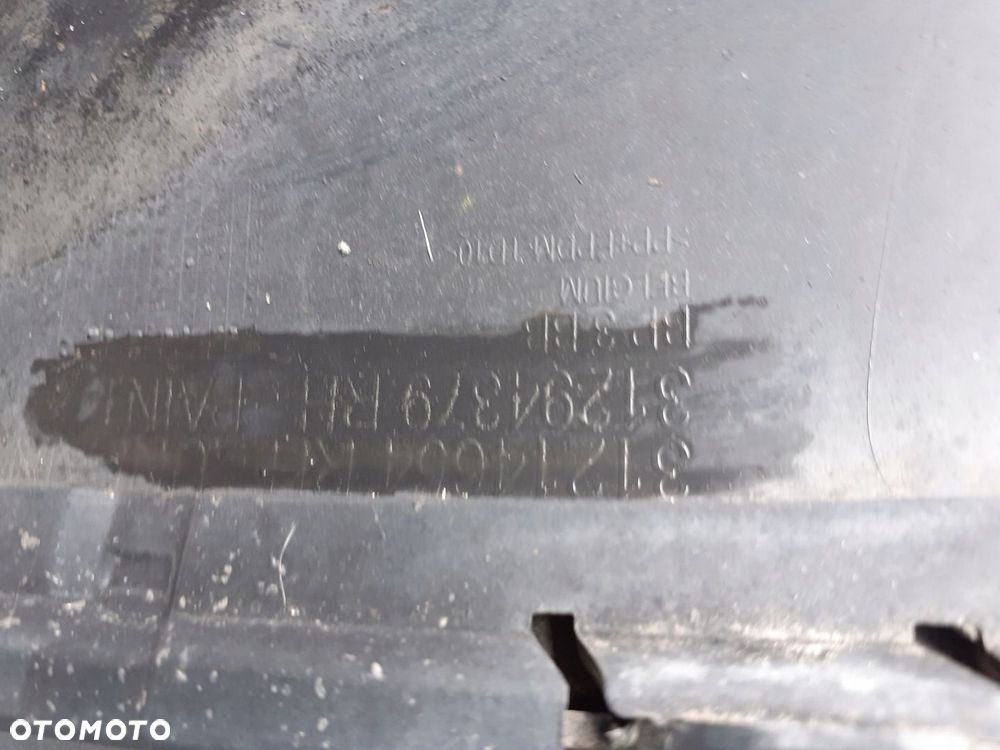 31214664
31294379 RH PAINT
BELGIUM
>PP+EPDM-TD10<
OTOMOTO